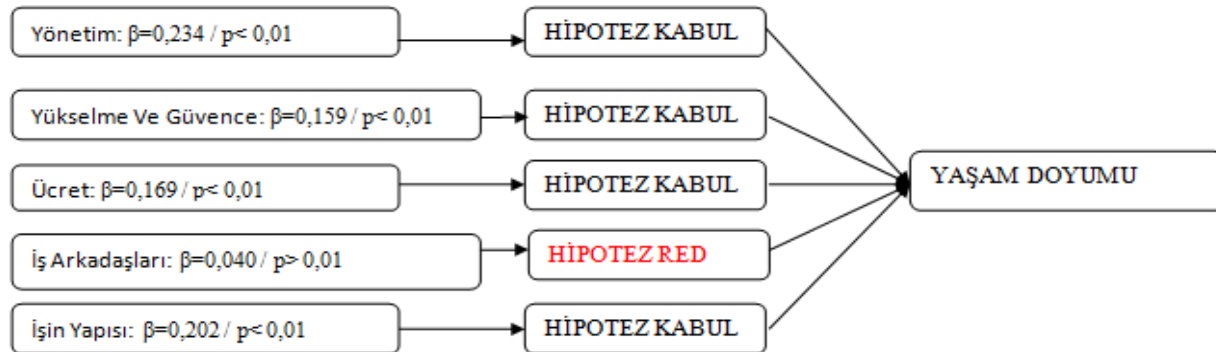 Yönetim: β=0,234 / p< 0,01
HİPOTEZ KABUL
Yükselme Ve Güvence: β=0,159 / p< 0,01
HİPOTEZ KABUL
Ücret: β=0,169 / p< 0,01
HİPOTEZ KABUL
YAŞAM DOYUMU
İş Arkadaşları: β=0,040 / p> 0,01
HİPOTEZ RED
İşin Yapısı: β=0,202 / p< 0,01
HİPOTEZ KABUL